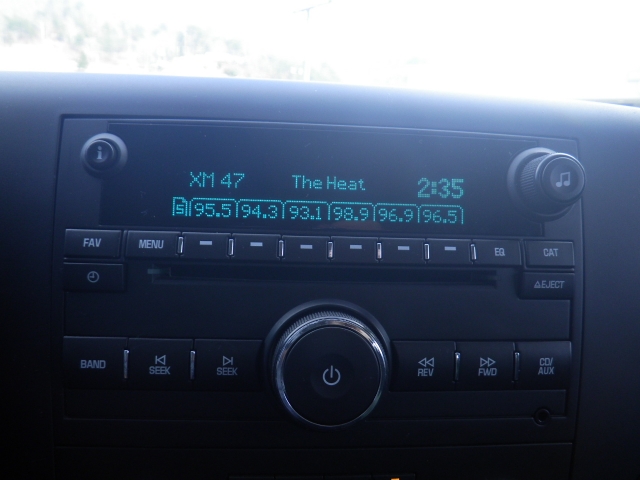 XM 47 The Heat 2:35
5 95.5 94.3 93.1 98.9 96.9 96.5
FAV MENU EQ CAT
EJECT
BAND SEEK SEEK REV FWD CD/
AUX